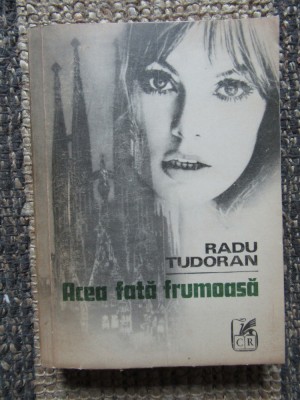 RADU
TUDORAN
Acea fată frumoasă
CR